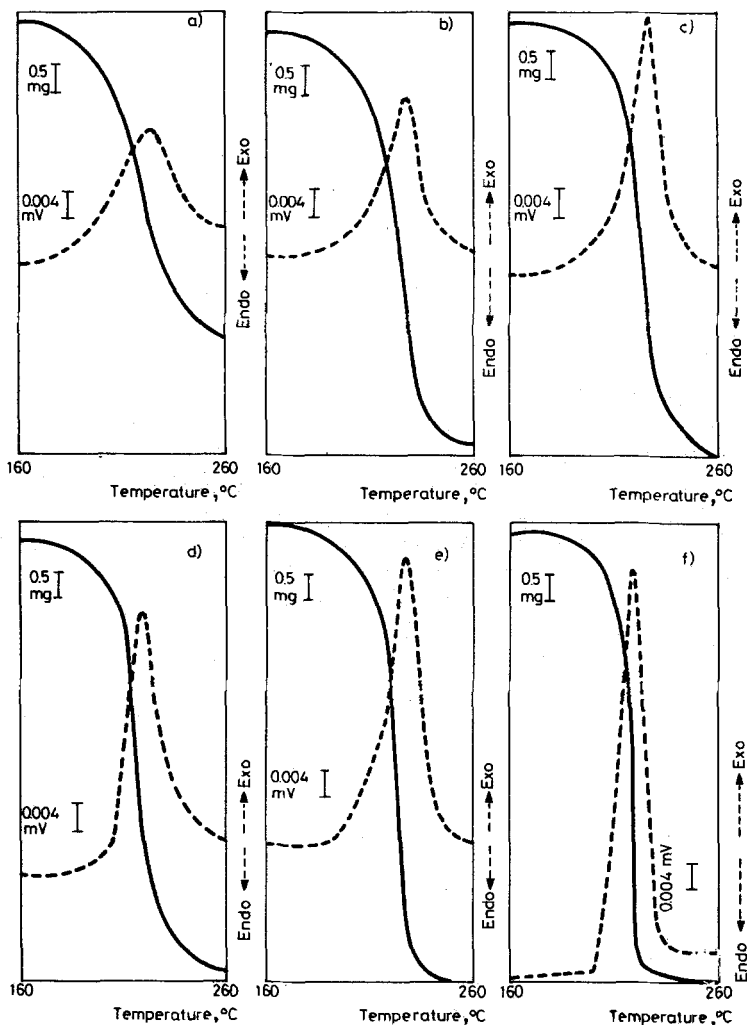 a)
0.5
mg
0.004
mV
Endo ← → Exo
160
260
Temperature, °C
b)
0.5
mg
0.004
mV
Endo ← → Exo
160
260
Temperature, °C
c)
0.5
mg
0.004
mV
Endo ← → Exo
160
260
Temperature, °C
d)
0.5
mg
0.004
mV
Endo ← → Exo
160
260
Temperature, °C
e)
0.5
mg
0.004
mV
Endo ← → Exo
160
260
Temperature, °C
f)
0.5
mg
0.004 mV
Endo ← → Exo
160
260
Temperature, °C